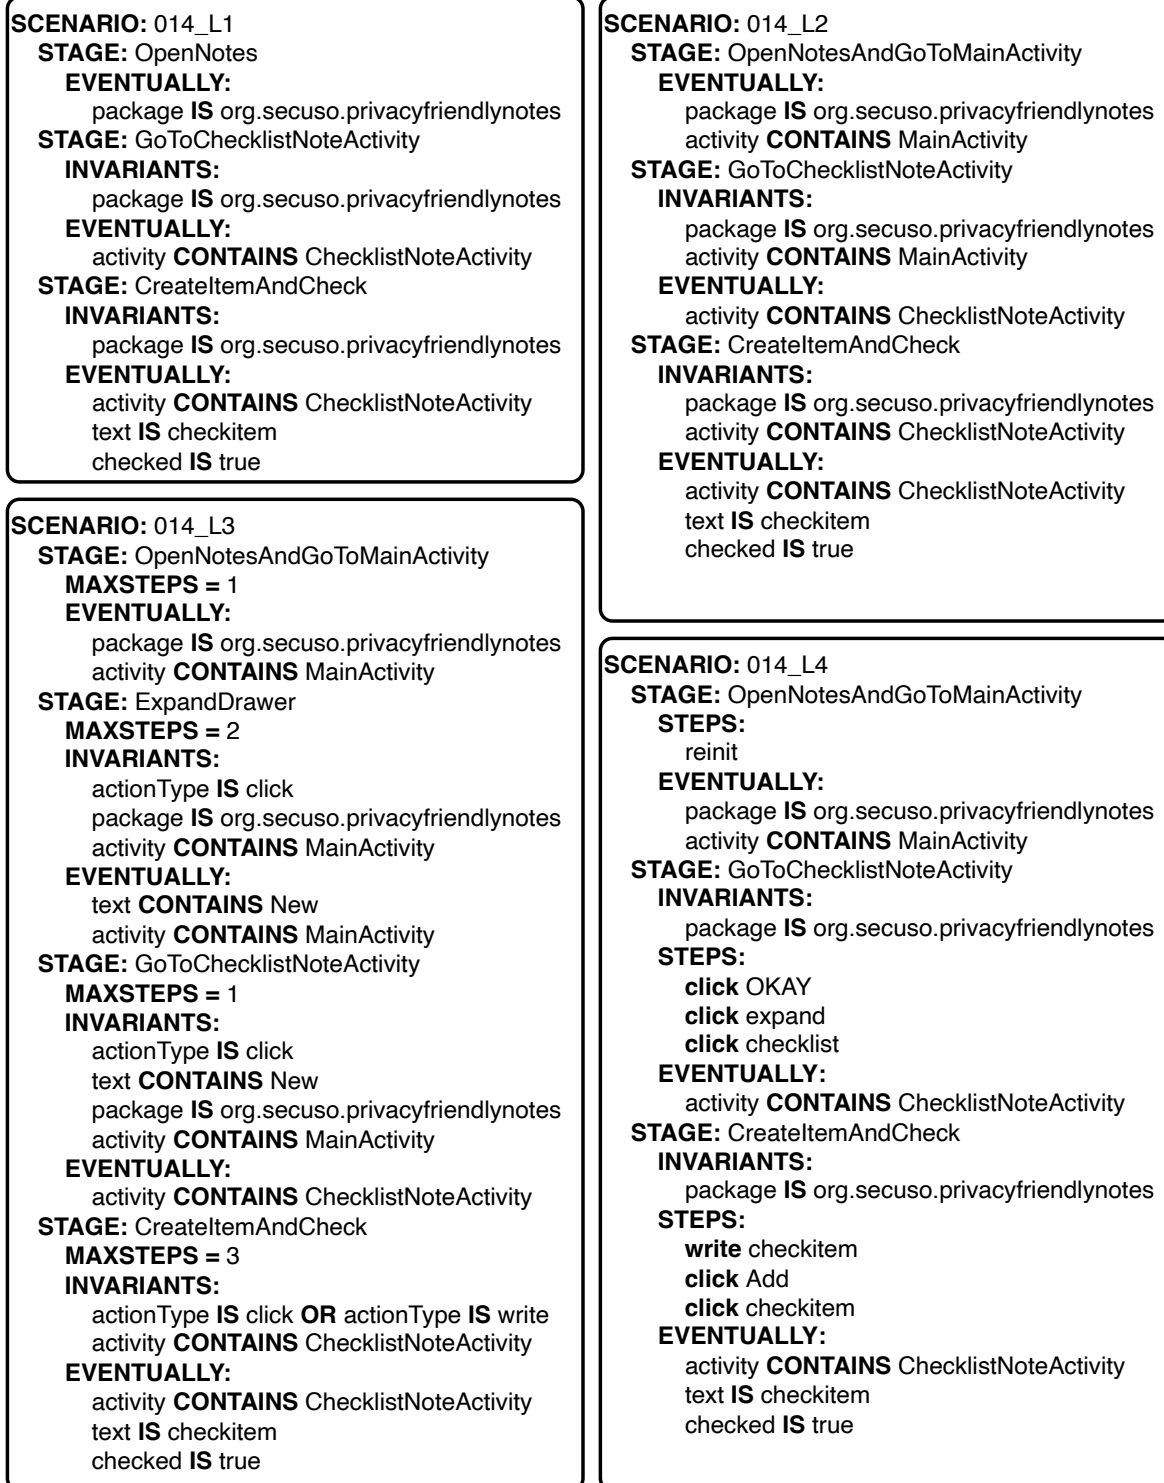 SCENARIO: 014_L1
STAGE: OpenNotes
EVENTUALLY:
package IS org.secuso.privacyfriendlynotes
STAGE: GoToChecklistNoteActivity
INVARIANTS:
package IS org.secuso.privacyfriendlynotes
EVENTUALLY:
activity CONTAINS ChecklistNoteActivity
STAGE: CreateItemAndCheck
INVARIANTS:
package IS org.secuso.privacyfriendlynotes
EVENTUALLY:
activity CONTAINS ChecklistNoteActivity
text IS checkitem
checked IS true
SCENARIO: 014_L2
STAGE: OpenNotesAndGoToMainActivity
EVENTUALLY:
package IS org.secuso.privacyfriendlynotes
activity CONTAINS MainActivity
STAGE: GoToChecklistNoteActivity
INVARIANTS:
package IS org.secuso.privacyfriendlynotes
activity CONTAINS MainActivity
EVENTUALLY:
activity CONTAINS ChecklistNoteActivity
STAGE: CreateItemAndCheck
INVARIANTS:
package IS org.secuso.privacyfriendlynotes
activity CONTAINS ChecklistNoteActivity
EVENTUALLY:
activity CONTAINS ChecklistNoteActivity
text IS checkitem
checked IS true
SCENARIO: 014_L3
STAGE: OpenNotesAndGoToMainActivity
MAXSTEPS = 1
EVENTUALLY:
package IS org.secuso.privacyfriendlynotes
activity CONTAINS MainActivity
STAGE: ExpandDrawer
MAXSTEPS = 2
INVARIANTS:
actionType IS click
package IS org.secuso.privacyfriendlynotes
activity CONTAINS MainActivity
EVENTUALLY:
text CONTAINS New
activity CONTAINS MainActivity
STAGE: GoToChecklistNoteActivity
MAXSTEPS = 1
INVARIANTS:
actionType IS click
text CONTAINS New
package IS org.secuso.privacyfriendlynotes
activity CONTAINS MainActivity
EVENTUALLY:
activity CONTAINS ChecklistNoteActivity
STAGE: CreateItemAndCheck
MAXSTEPS = 3
INVARIANTS:
actionType IS click OR actionType IS write
activity CONTAINS ChecklistNoteActivity
EVENTUALLY:
activity CONTAINS ChecklistNoteActivity
text IS checkitem
checked IS true
SCENARIO: 014_L4
STAGE: OpenNotesAndGoToMainActivity
STEPS:
reinit
EVENTUALLY:
package IS org.secuso.privacyfriendlynotes
activity CONTAINS MainActivity
STAGE: GoToChecklistNoteActivity
INVARIANTS:
package IS org.secuso.privacyfriendlynotes
STEPS:
click OKAY
click expand
click checklist
EVENTUALLY:
activity CONTAINS ChecklistNoteActivity
STAGE: CreateItemAndCheck
INVARIANTS:
package IS org.secuso.privacyfriendlynotes
STEPS:
write checkitem
click Add
click checkitem
EVENTUALLY:
activity CONTAINS ChecklistNoteActivity
text IS checkitem
checked IS true